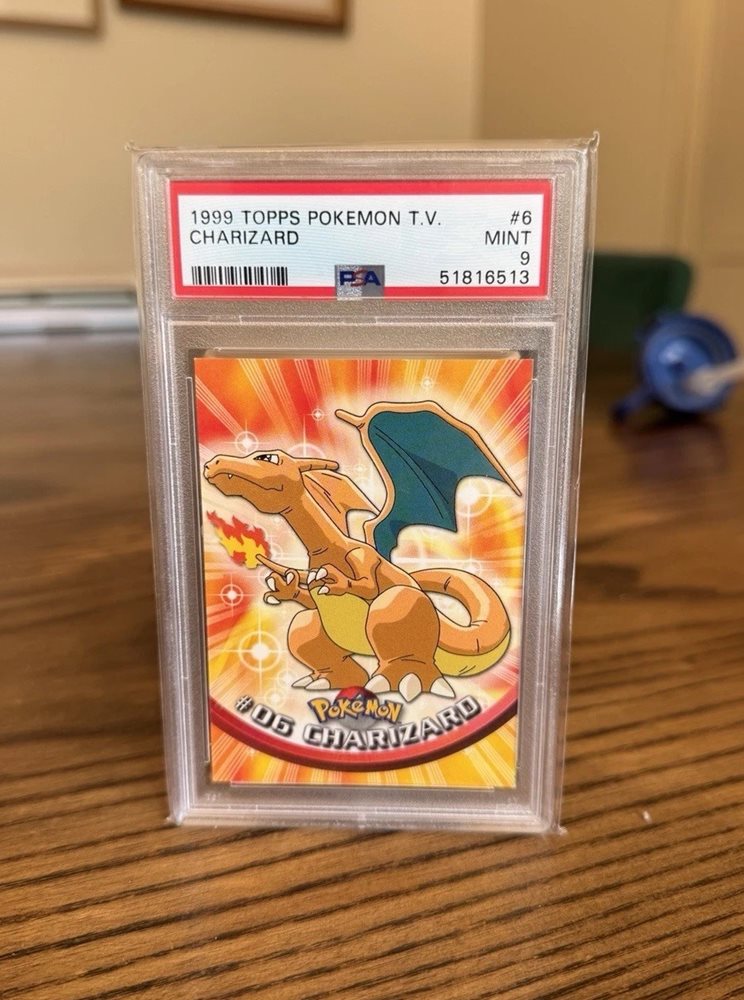 1999 TOPPS POKEMON T.V. #6
CHARIZARD MINT
9
PSA 51816513
POKéMON
#06 CHARIZARD